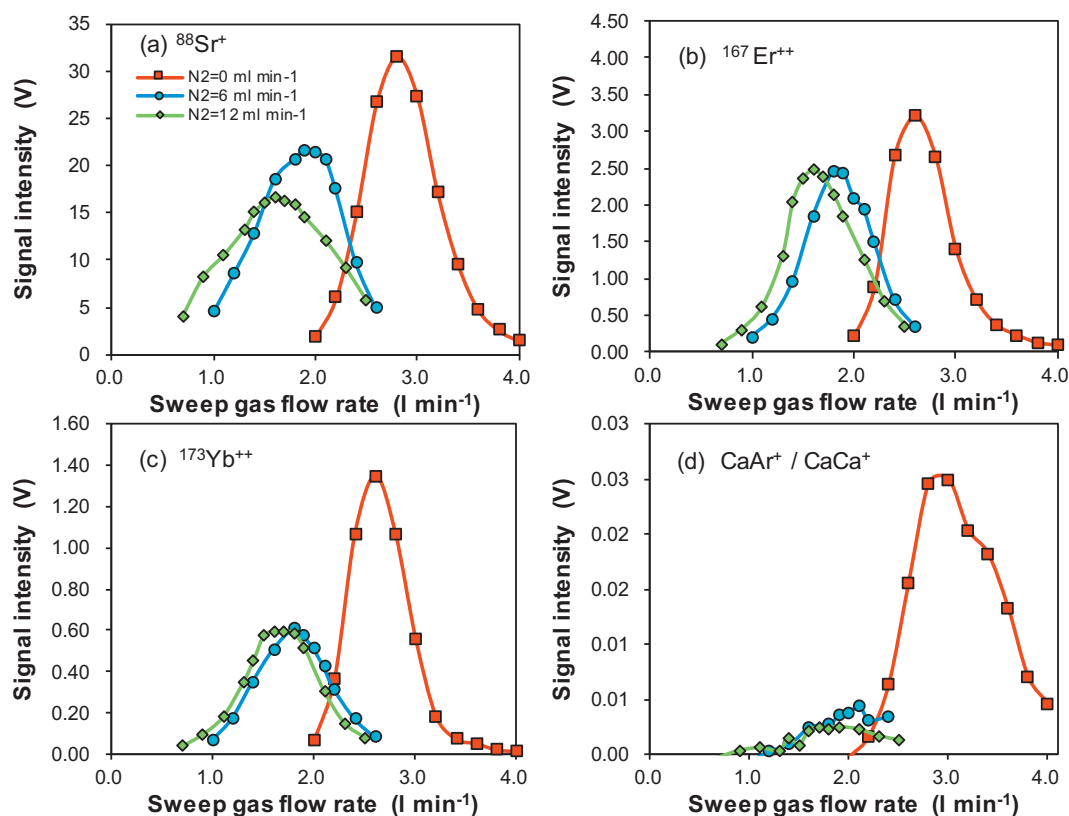 (a) ⁸⁸Sr⁺
N2=0 ml min-1
N2=6 ml min-1
N2=12 ml min-1
Signal intensity (V)
35
30
25
20
15
10
5
0
0.0 1.0 2.0 3.0 4.0
Sweep gas flow rate (l min⁻¹)
(b) ¹⁶⁷Er⁺⁺
Signal intensity (V)
4.50
4.00
3.50
3.00
2.50
2.00
1.50
1.00
0.50
0.00
0.0 1.0 2.0 3.0 4.0
Sweep gas flow rate (l min⁻¹)
(c) ¹⁷³Yb⁺⁺
Signal intensity (V)
1.60
1.40
1.20
1.00
0.80
0.60
0.40
0.20
0.00
0.0 1.0 2.0 3.0 4.0
Sweep gas flow rate (l min⁻¹)
(d) CaAr⁺ / CaCa⁺
Signal intensity (V)
0.03
0.03
0.02
0.02
0.01
0.01
0.00
0.0 1.0 2.0 3.0 4.0
Sweep gas flow rate (l min⁻¹)